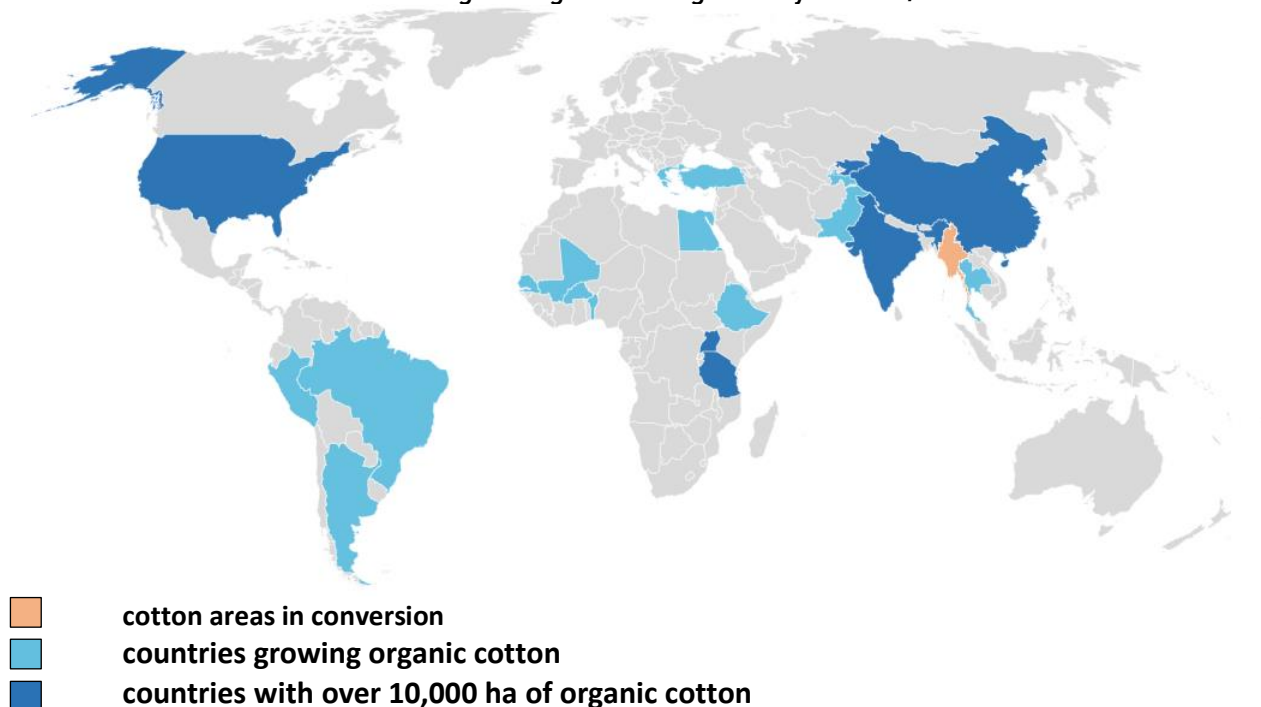 cotton areas in conversion
countries growing organic cotton
countries with over 10,000 ha of organic cotton